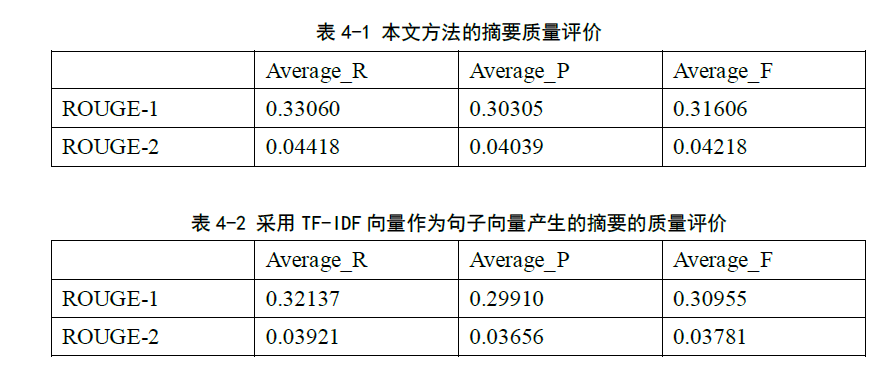 表 4-1 本文方法的摘要质量评价
Average_R Average_P Average_F
ROUGE-1 0.33060 0.30305 0.31606
ROUGE-2 0.04418 0.04039 0.04218
表 4-2 采用 TF-IDF 向量作为句子向量产生的摘要的质量评价
Average_R Average_P Average_F
ROUGE-1 0.32137 0.29910 0.30955
ROUGE-2 0.03921 0.03656 0.03781